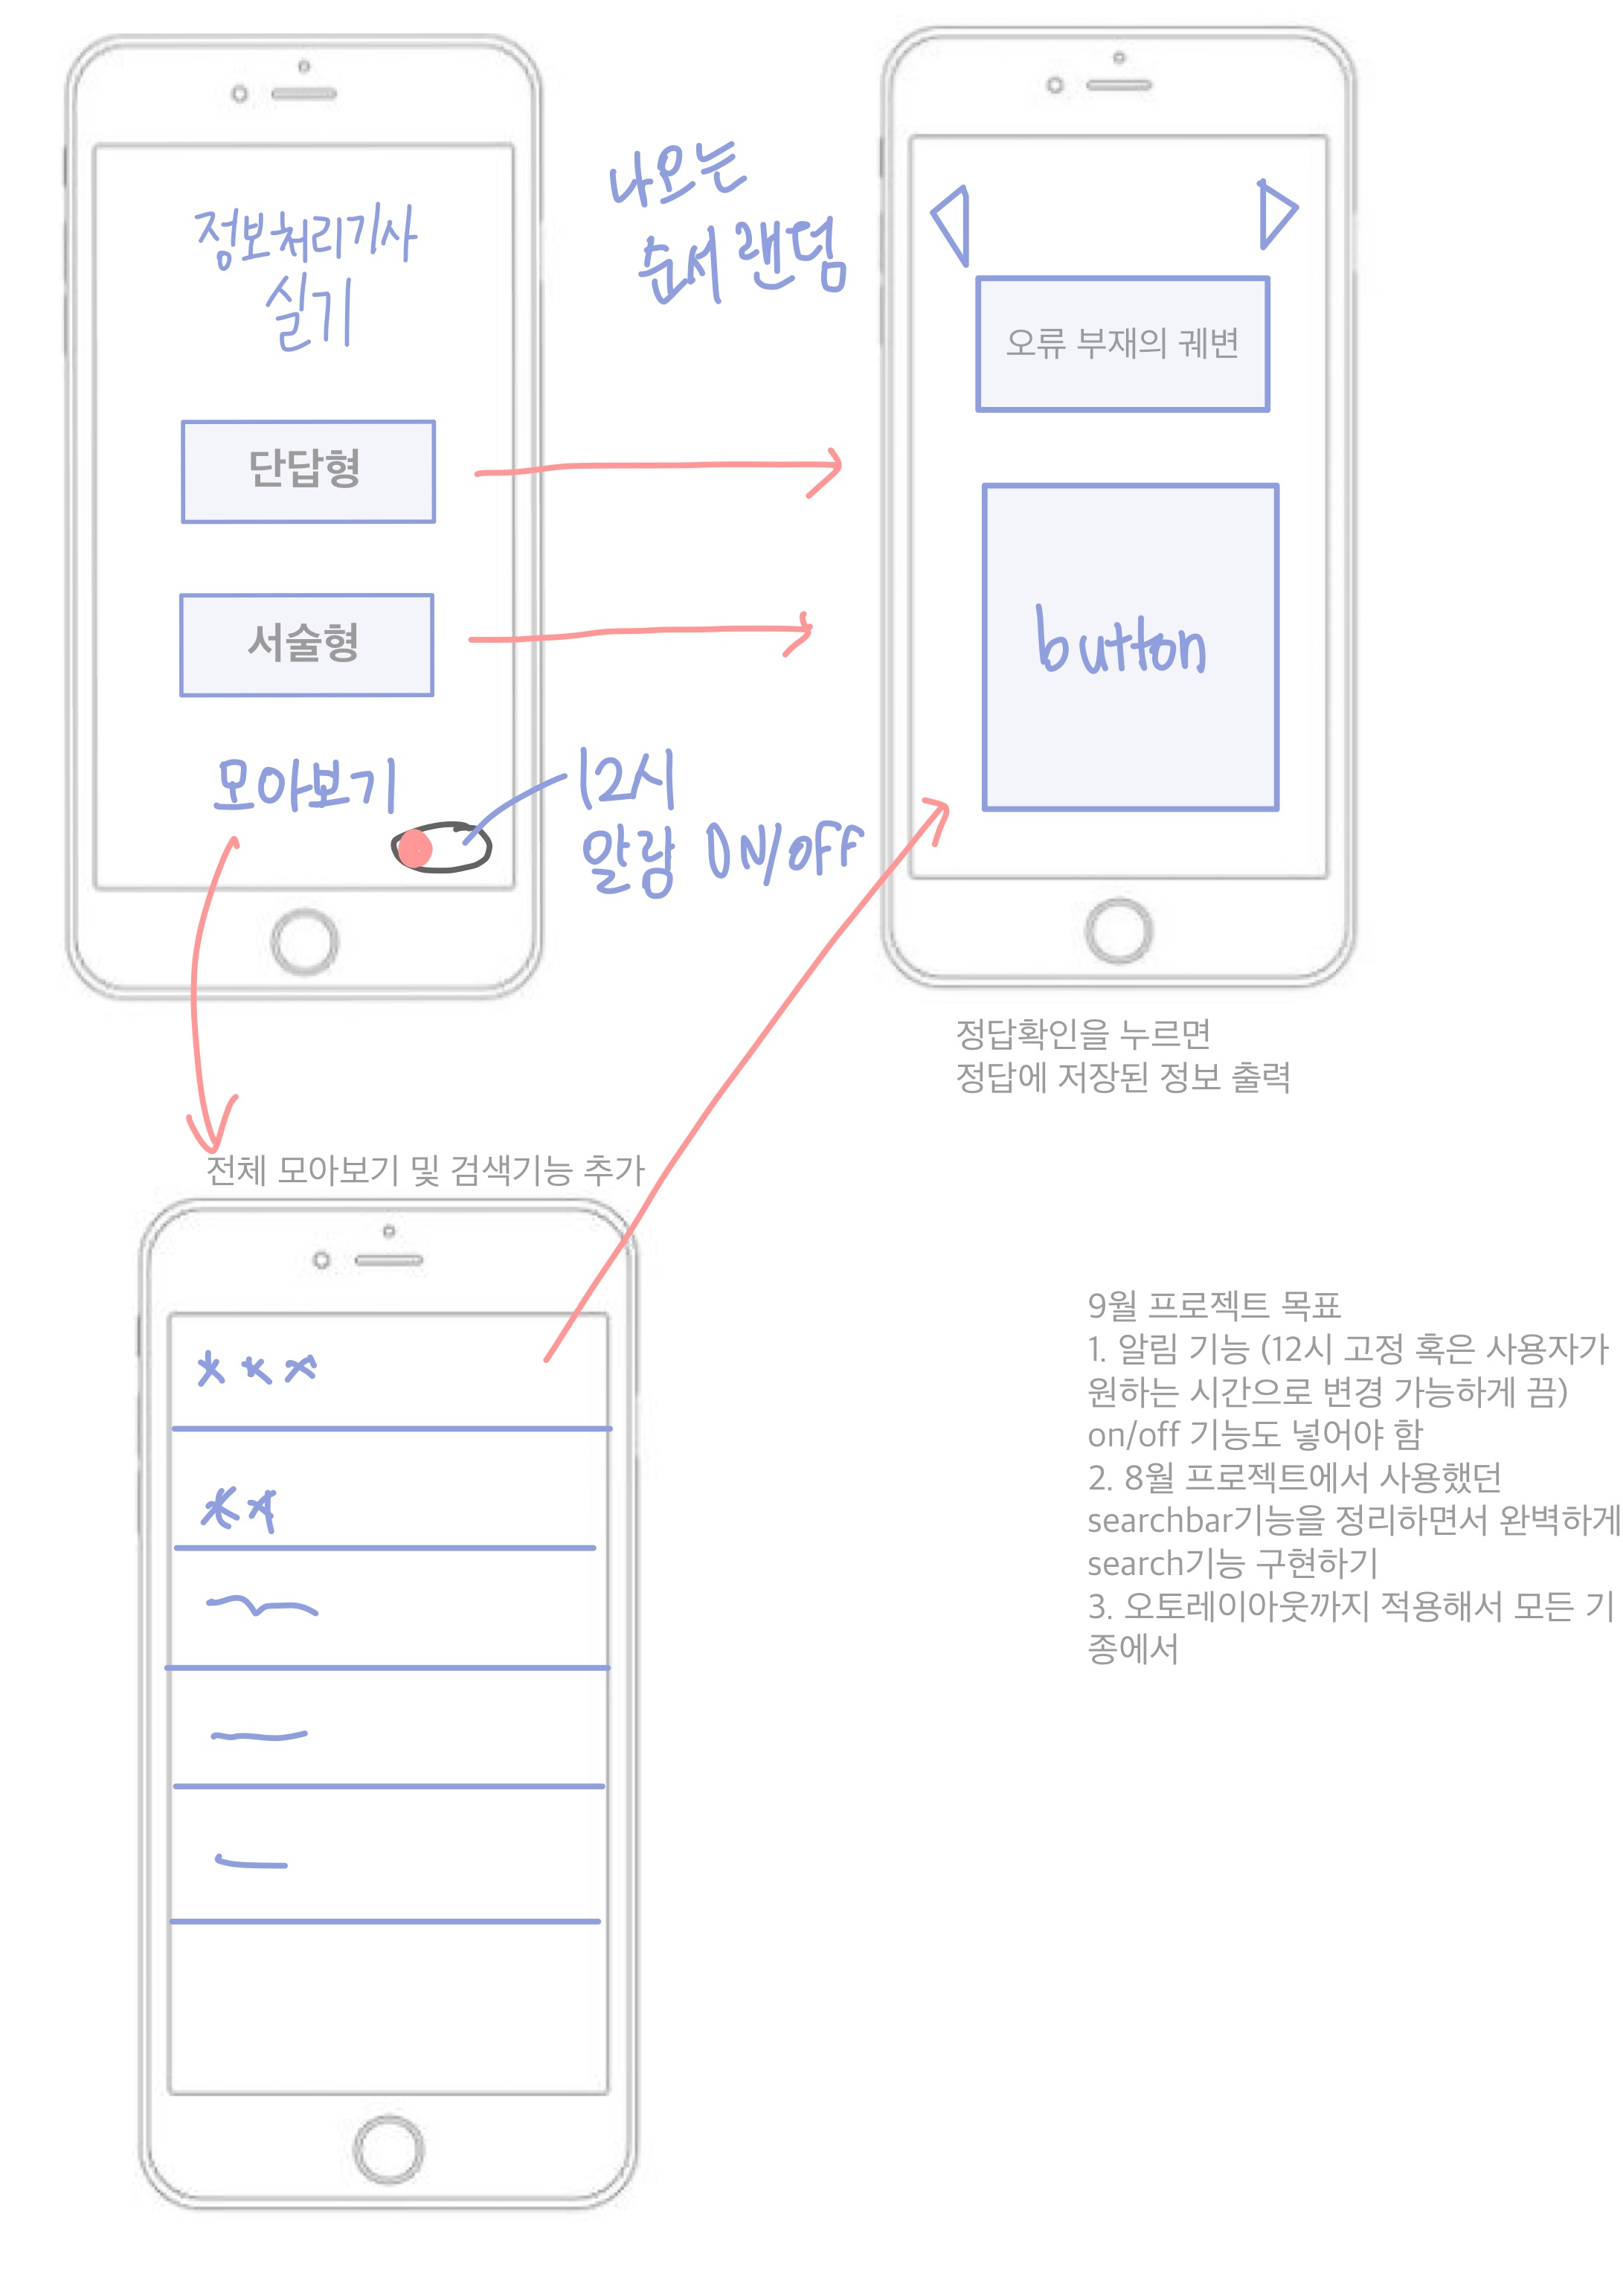 정보처리기사
실기
단답형
서술형
모아보기
12시
알람 ON/OFF
나오는
순서 랜덤
오류 부재의 궤변
button
정답확인을 누르면
정답에 저장된 정보 출력
전체 모아보기 및 검색기능 추가
9월 프로젝트 목표
1. 알림 기능 (12시 고정 혹은 사용자가
원하는 시간으로 변경 가능하게 끔)
on/off 기능도 넣어야 함
2. 8월 프로젝트에서 사용했던
searchbar기능을 정리하면서 완벽하게
search기능 구현하기
3. 오토레이아웃까지 적용해서 모든 기
종에서